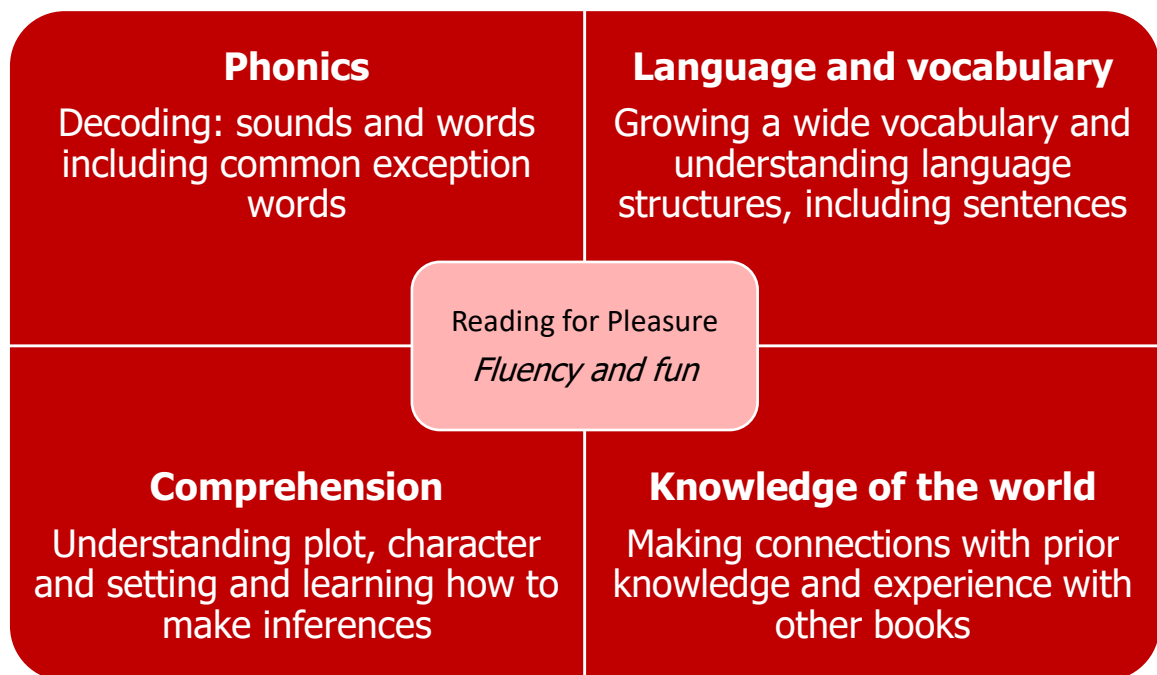 Phonics
Decoding: sounds and words
including common exception
words
Language and vocabulary
Growing a wide vocabulary and
understanding language
structures, including sentences
Reading for Pleasure
Fluency and fun
Comprehension
Understanding plot, character
and setting and learning how to
make inferences
Knowledge of the world
Making connections with prior
knowledge and experience with
other books